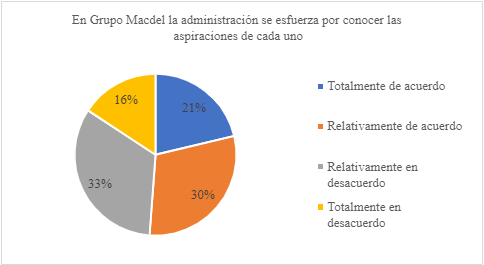 En Grupo Macdel la administración se esfuerza por conocer las
aspiraciones de cada uno
16%
21%
33%
30%
Totalmente de acuerdo
Relativamente de acuerdo
Relativamente en
desacuerdo
Totalmente en
desacuerdo